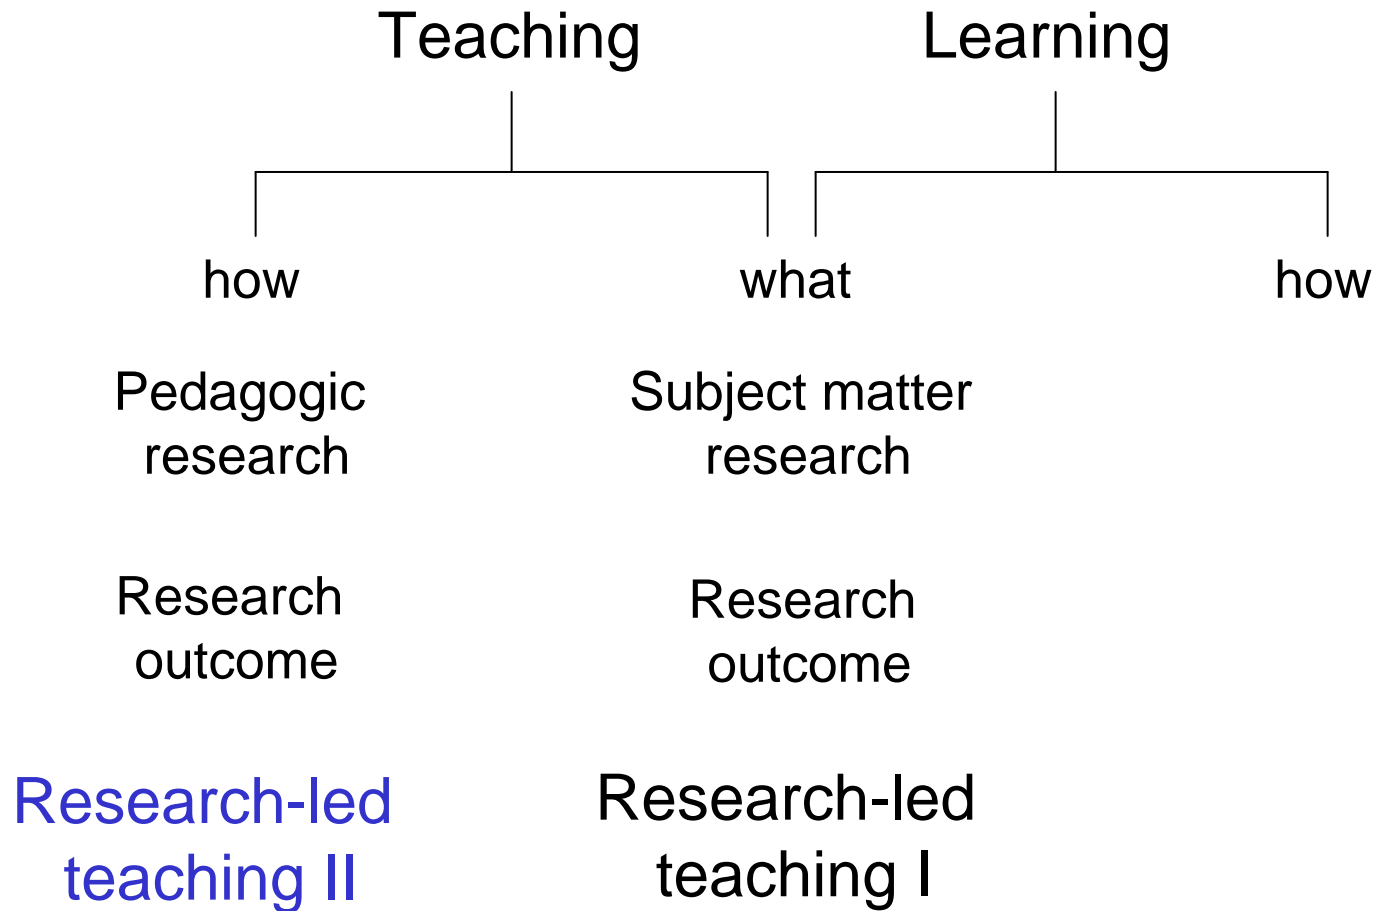 Teaching Learning
how what how
Pedagogic
research
Subject matter
research
Research
outcome
Research
outcome
Research-led
teaching II
Research-led
teaching I